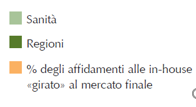 Sanità
Regioni
% degli affidamenti alle in-house
«girato» al mercato finale